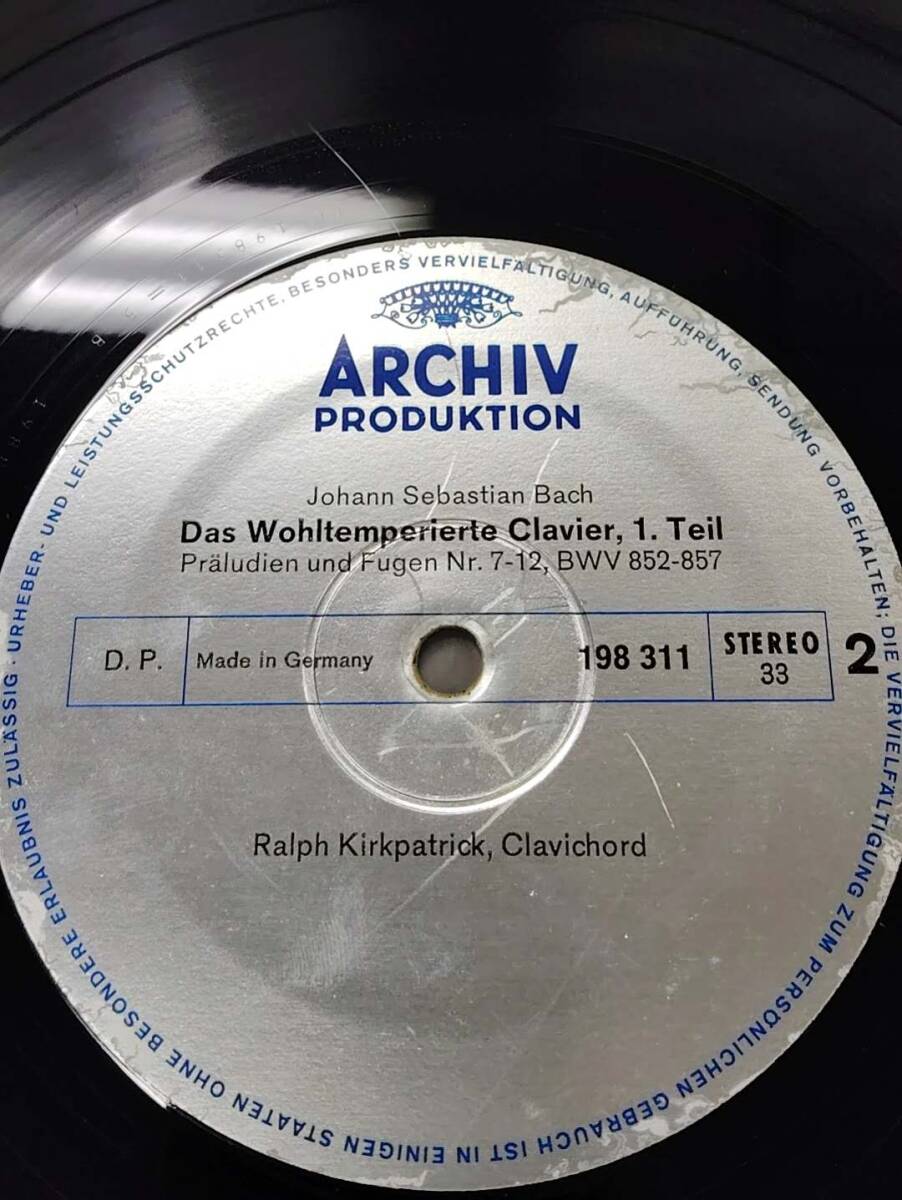 URHEBER- UND LEISTUNGSSCHUTZRECHTE, BESONDERS VERVIELFÄLTIGUNG, AUFFÜHRUNG, SENDUNG VORBEHALTEN; DIE VERVIELFÄLTIGUNG ZUM PERSÖNLICHEN GEBRAUCH IST IN EINIGEN STAATEN OHNE BESONDERE ERLAUBNIS ZULÄSSIG ·
ARCHIV
PRODUKTION
Johann Sebastian Bach
Das Wohltemperierte Clavier, 1. Teil
Präludien und Fugen Nr. 7-12, BWV 852-857
D. P. Made in Germany 198 311 STEREO 33 2
Ralph Kirkpatrick, Clavichord